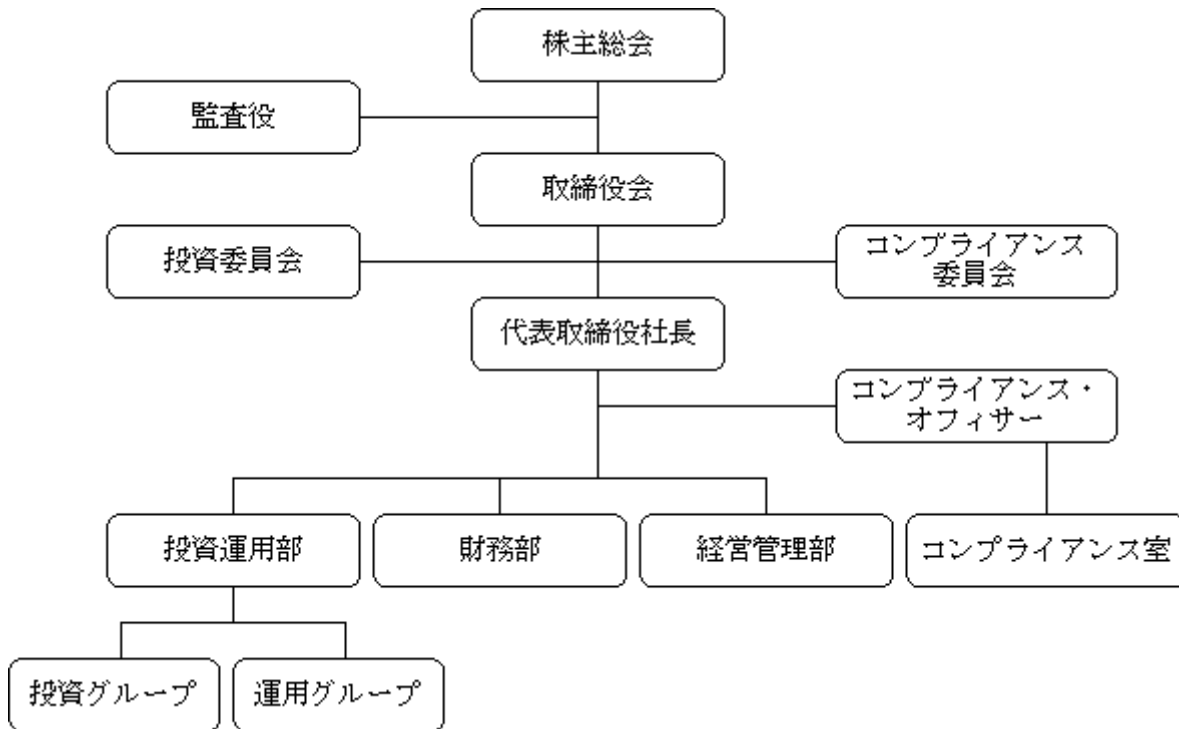 株主総会
監査役
取締役会
投資委員会
コンプライアンス
委員会
代表取締役社長
コンプライアンス・
オフィサー
投資運用部
財務部
経営管理部
コンプライアンス室
投資グループ
運用グループ